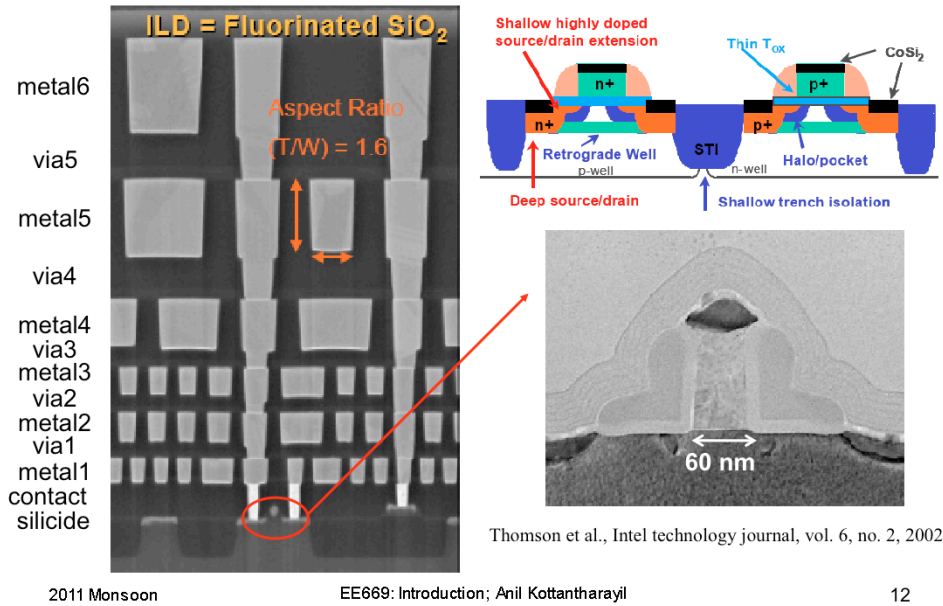 ILD = Fluorinated SiO₂
metal6
via5
metal5
via4
metal4
via3
metal3
via2
metal2
via1
metal1
contact
silicide
Aspect Ratio
(T/W) = 1.6
Shallow highly doped
source/drain extension
Thin Tox
CoSi₂
n+
p+
n+
p+
STI
Retrograde Well
Halo/pocket
p-well
n-well
Deep source/drain
Shallow trench isolation
60 nm
Thomson et al., Intel technology journal, vol. 6, no. 2, 2002
2011 Monsoon
EE669: Introduction; Anil Kottantharayil
12